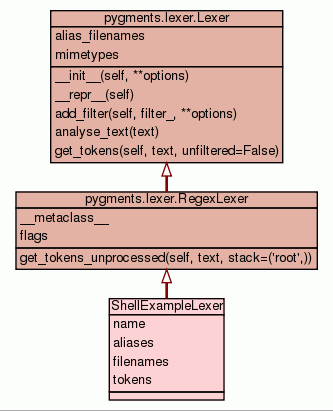 pygments.lexer.Lexer
alias_filenames
mimetypes
__init__(self, **options)
__repr__(self)
add_filter(self, filter_, **options)
analyse_text(text)
get_tokens(self, text, unfiltered=False)
pygments.lexer.RegexLexer
__metaclass__
flags
get_tokens_unprocessed(self, text, stack=('root',))
ShellExampleLexer
name
aliases
filenames
tokens